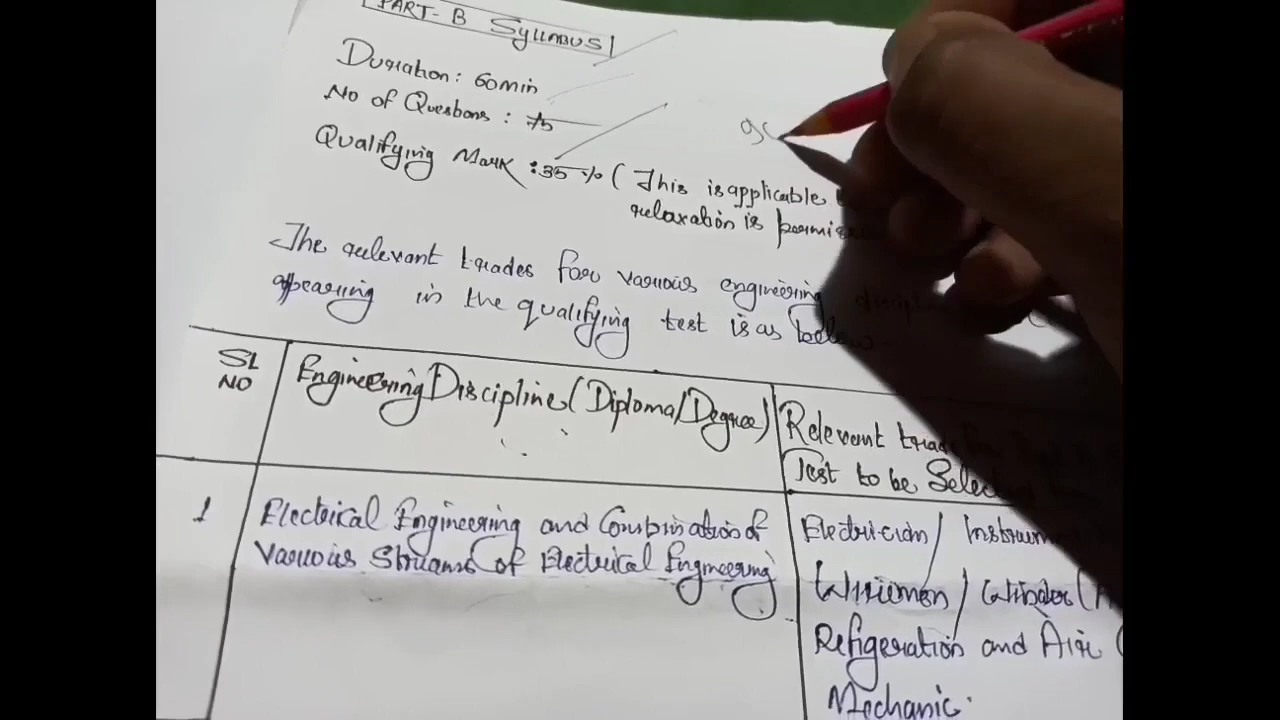 PART-B SYLLABUS
Duration: 60min
No of Questions: 75
Qualifying Mark: 35% ( This is applicable
relaxation is
The relevant trades for various engineering
appearing in the qualifying test is as below
SL NO
Engineering Discipline (Diploma/Degree)
Relevant
Test to be
1
Electrical Engineering and Combination of
Various Streams of Electrical Engineering
Electrician/
Wiremen/
Refigeration and Air
Mechanic.